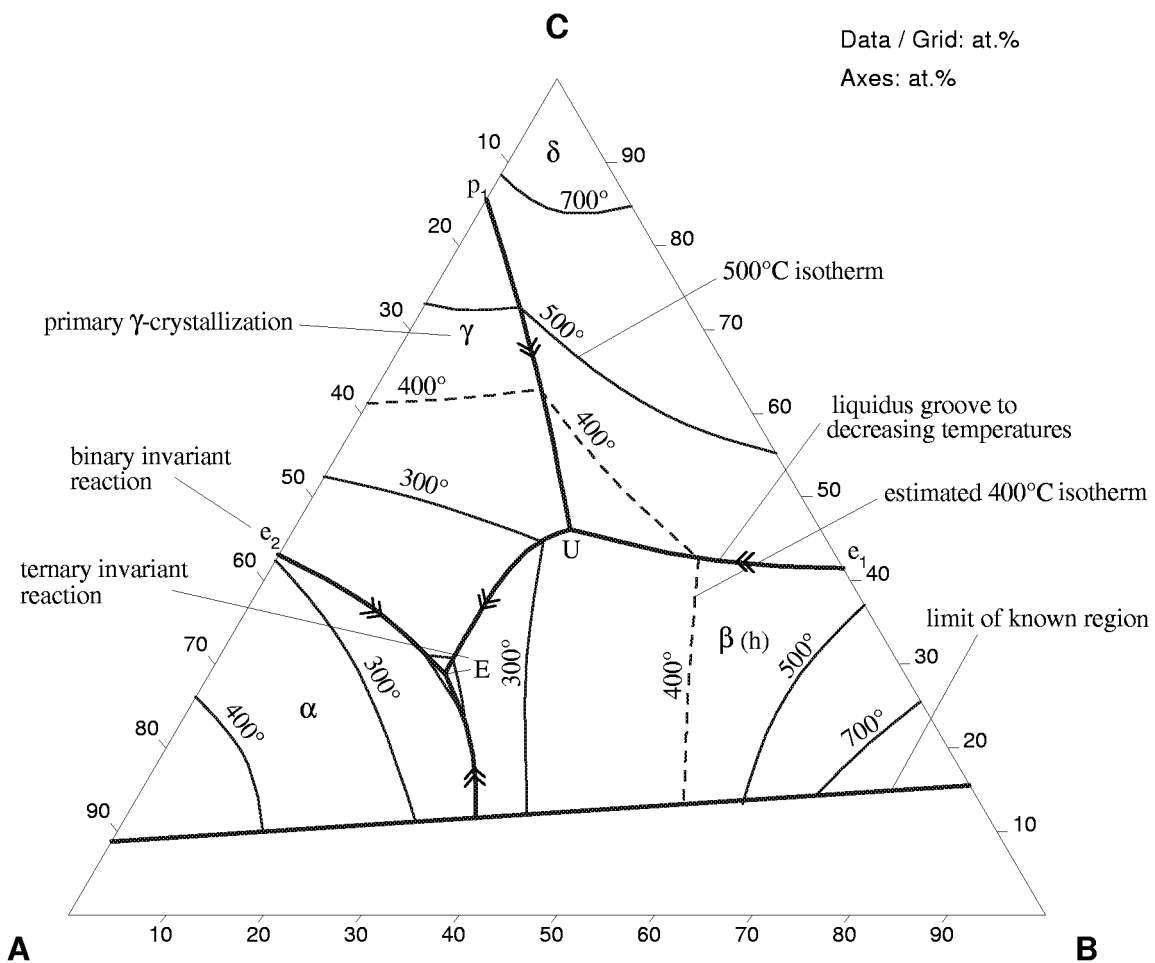 C
Data / Grid: at.%
Axes: at.%
10
δ
90
p1
700°
20
80
500°C isotherm
30
500°
70
primary γ-crystallization
γ
40
400°
60
liquidus groove to
decreasing temperatures
400°
binary invariant
reaction
50
300°
50
estimated 400°C isotherm
e2
U
e1
60
40
ternary invariant
reaction
limit of known region
β (h)
500°
70
300°
E
300°
400°
30
α
400°
700°
80
20
90
10
A
10
20
30
40
50
60
70
80
90
B